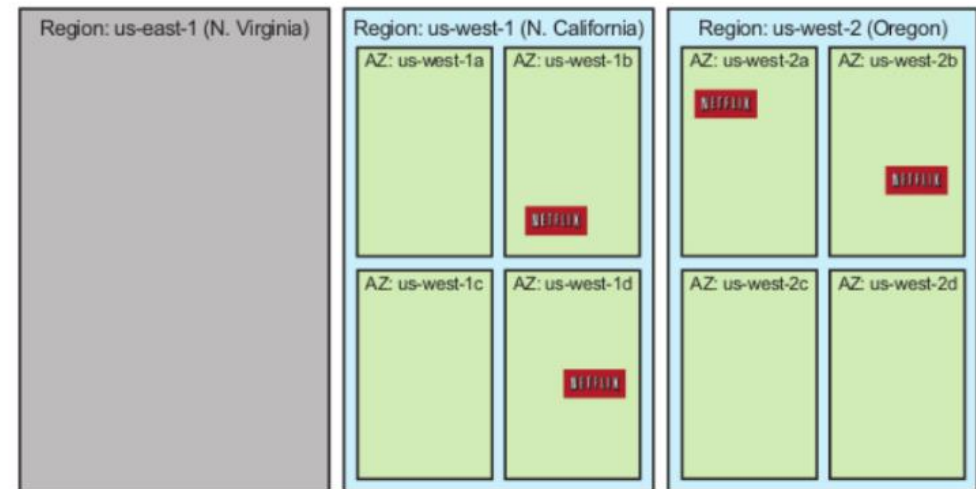 Region: us-east-1 (N. Virginia)
Region: us-west-1 (N. California)
AZ: us-west-1a
AZ: us-west-1b
NETFLIX
AZ: us-west-1c
AZ: us-west-1d
NETFLIX
Region: us-west-2 (Oregon)
AZ: us-west-2a
AZ: us-west-2b
NETFLIX
NETFLIX
AZ: us-west-2c
AZ: us-west-2d